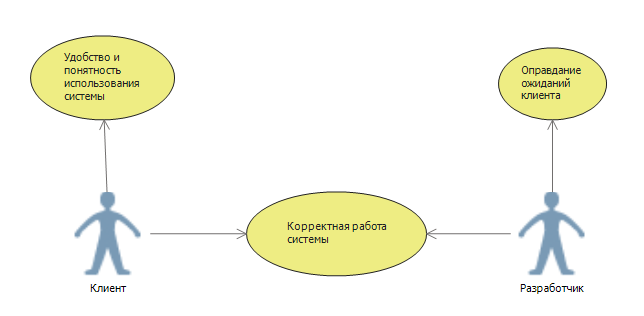 Удобство и
понятность
использования
системы
Оправдание
ожиданий
клиента
Корректная работа
системы
Клиент
Разработчик